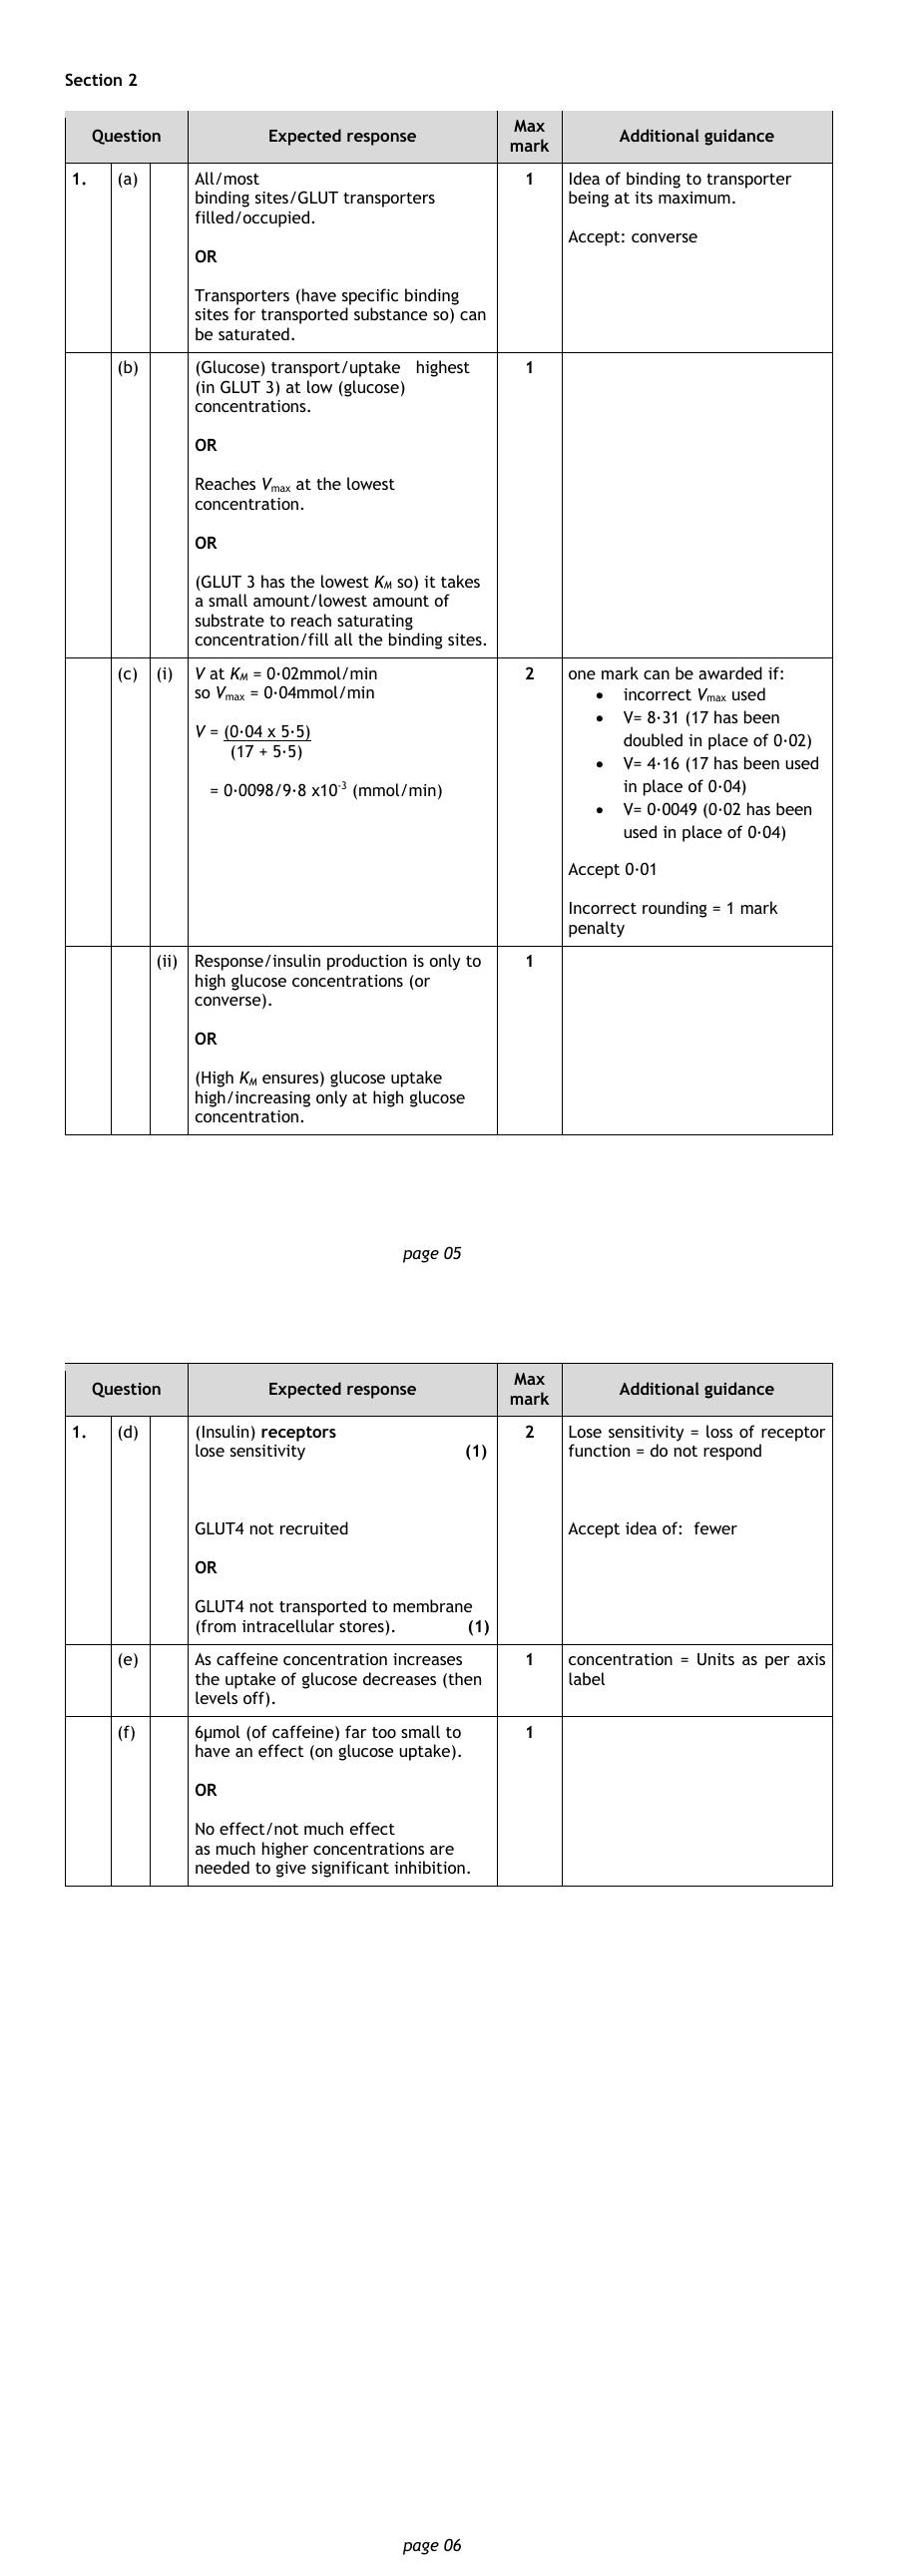 Section 2
Question Expected response Max mark Additional guidance
1. (a) All/most 1 Idea of binding to transporter
binding sites/GLUT transporters being at its maximum.
filled/occupied.
Accept: converse
OR
Transporters (have specific binding
sites for transported substance so) can
be saturated.
(b) (Glucose) transport/uptake highest 1
(in GLUT 3) at low (glucose)
concentrations.
OR
Reaches Vmax at the lowest
concentration.
OR
(GLUT 3 has the lowest KM so) it takes
a small amount/lowest amount of
substrate to reach saturating
concentration/fill all the binding sites.
(c) (i) V at KM = 0·02mmol/min 2
so Vmax = 0·04mmol/min
V = (0·04 x 5·5)
(17 + 5·5)
= 0·0098/9·8 x10-3 (mmol/min)
one mark can be awarded if:
• incorrect Vmax used
• V= 8·31 (17 has been
doubled in place of 0·02)
• V= 4·16 (17 has been used
in place of 0·04)
• V= 0·0049 (0·02 has been
used in place of 0·04)
Accept 0·01
Incorrect rounding = 1 mark
penalty
(ii) Response/insulin production is only to 1
high glucose concentrations (or
converse).
OR
(High KM ensures) glucose uptake
high/increasing only at high glucose
concentration.
page 05
Question Expected response Max mark Additional guidance
1. (d) (Insulin) receptors 2 Lose sensitivity = loss of receptor
lose sensitivity (1) function = do not respond
GLUT4 not recruited Accept idea of: fewer
OR
GLUT4 not transported to membrane
(from intracellular stores). (1)
(e) As caffeine concentration increases 1 concentration = Units as per axis
the uptake of glucose decreases (then label
levels off).
(f) 6µmol (of caffeine) far too small to 1
have an effect (on glucose uptake).
OR
No effect/not much effect
as much higher concentrations are
needed to give significant inhibition.
page 06